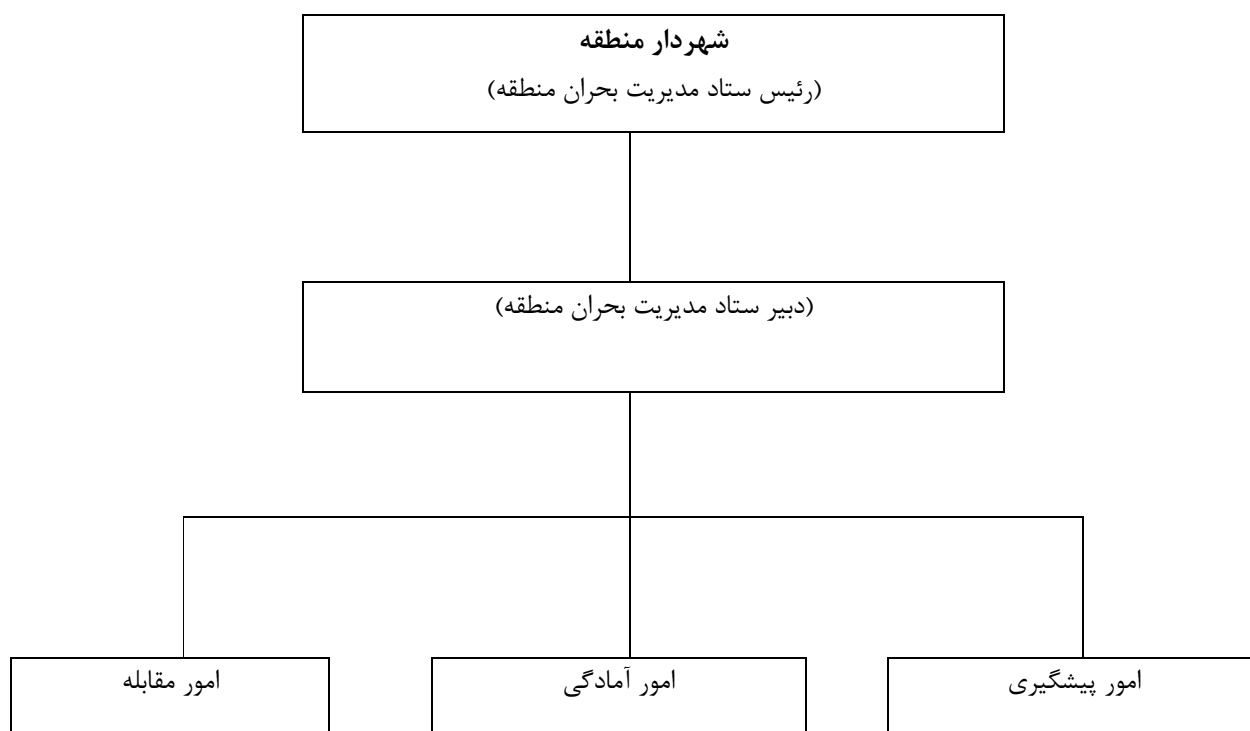 شهردار منطقه
(رئیس ستاد مدیریت بحران منطقه)
(دبیر ستاد مدیریت بحران منطقه)
امور پیشگیری
امور آمادگی
امور مقابله